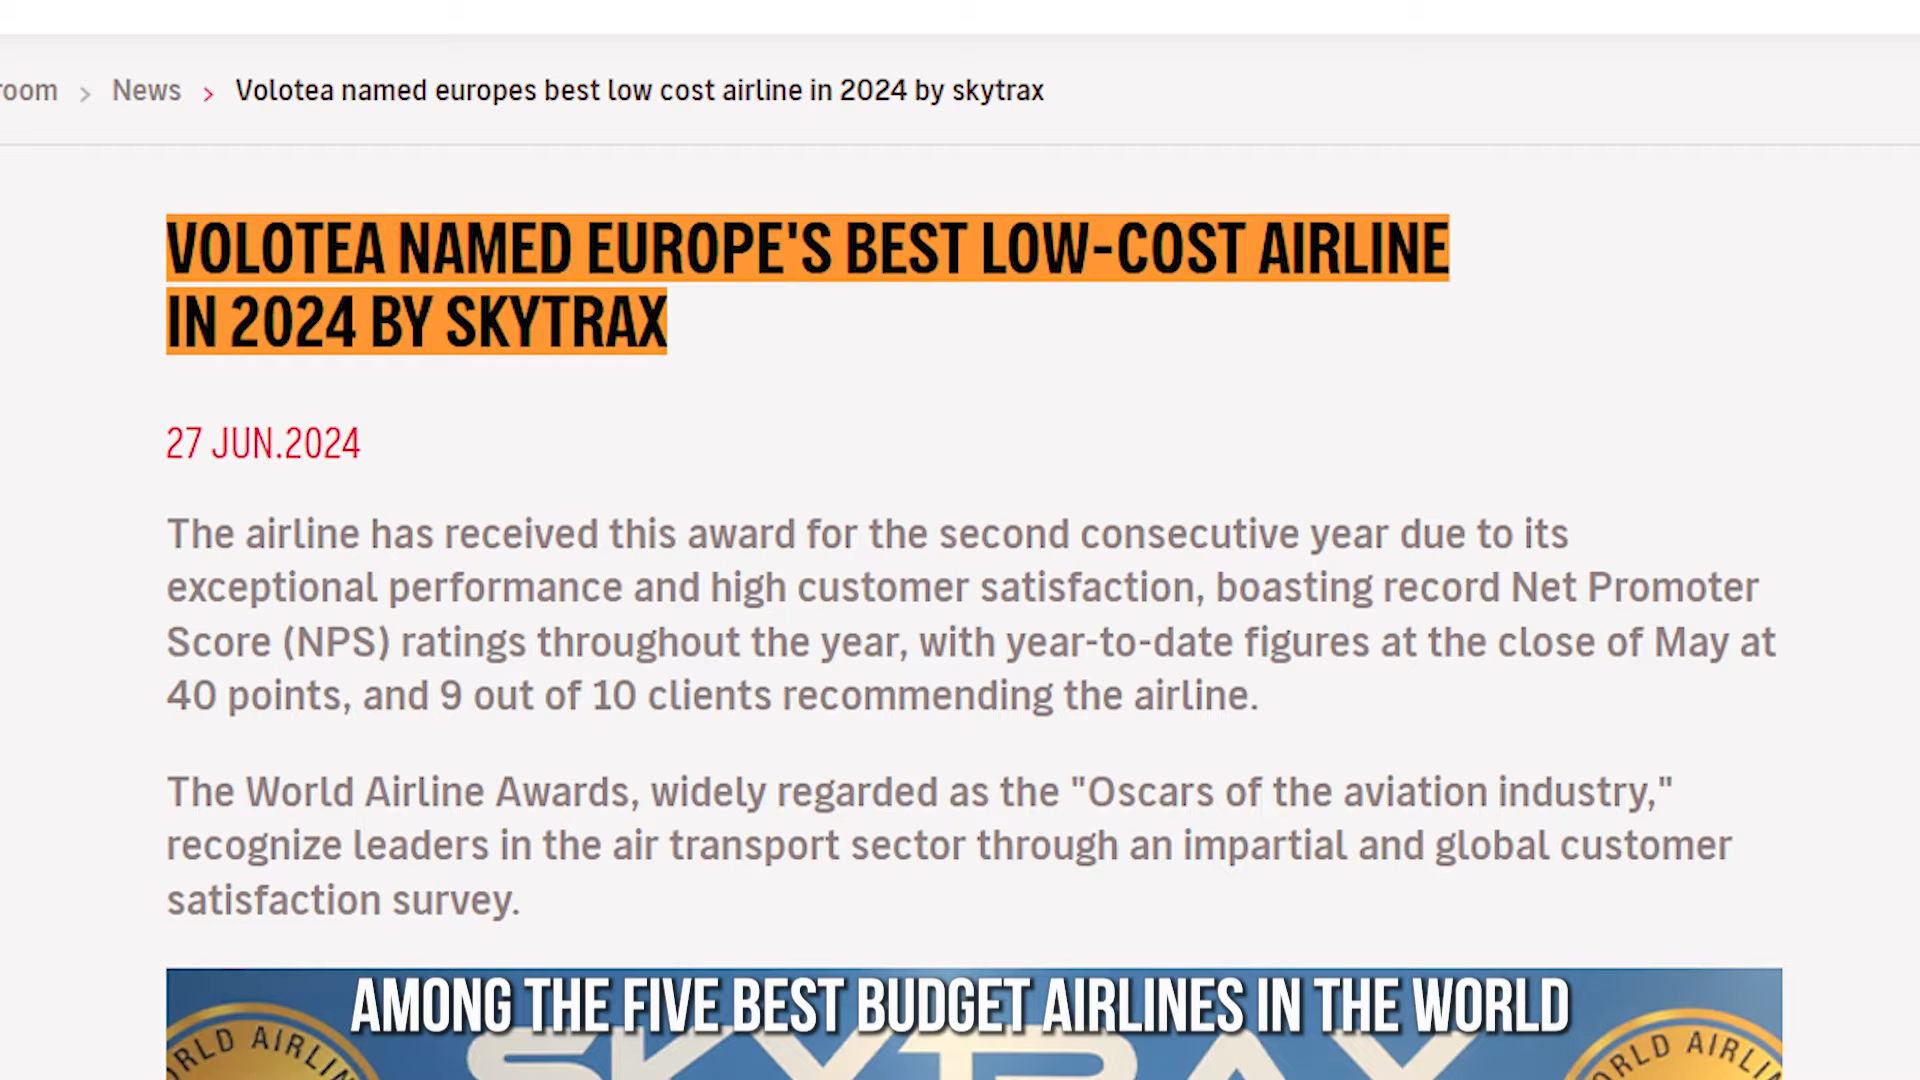 room > News > Volotea named europes best low cost airline in 2024 by skytrax
VOLOTEA NAMED EUROPE'S BEST LOW-COST AIRLINE
IN 2024 BY SKYTRAX
27 JUN.2024
The airline has received this award for the second consecutive year due to its
exceptional performance and high customer satisfaction, boasting record Net Promoter
Score (NPS) ratings throughout the year, with year-to-date figures at the close of May at
40 points, and 9 out of 10 clients recommending the airline.
The World Airline Awards, widely regarded as the "Oscars of the aviation industry,"
recognize leaders in the air transport sector through an impartial and global customer
satisfaction survey.
AMONG THE FIVE BEST BUDGET AIRLINES IN THE WORLD
ORLD AIRLIN
SKYTRAX
ORLD AIRLIN